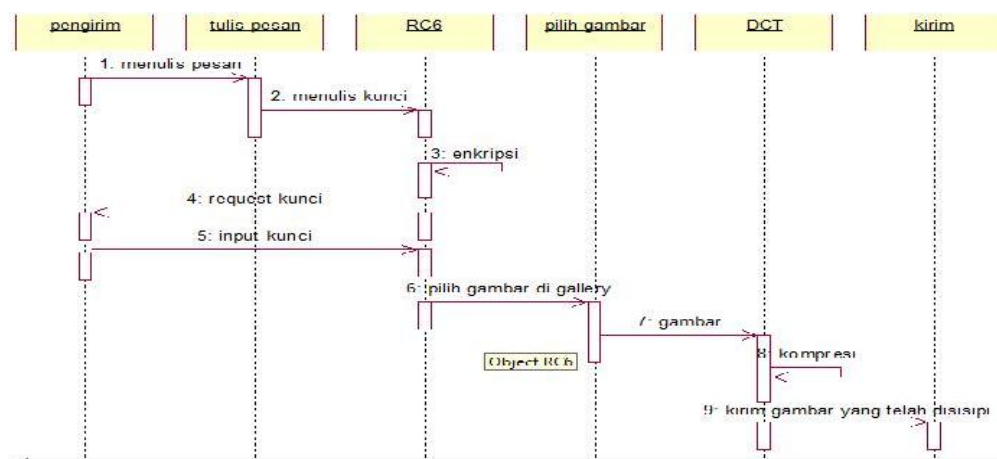 pengirim
tulis pesan
RC6
pilih gambar
DCT
kirim
1. menulis pesan
2. menulis kunci
3: enkripsi
4: request kunci
5: input kunci
6: pilih gambar di gallery
7: gambar
Object RC6
8: kompresi
9: kirim gambar yang telah disisipi